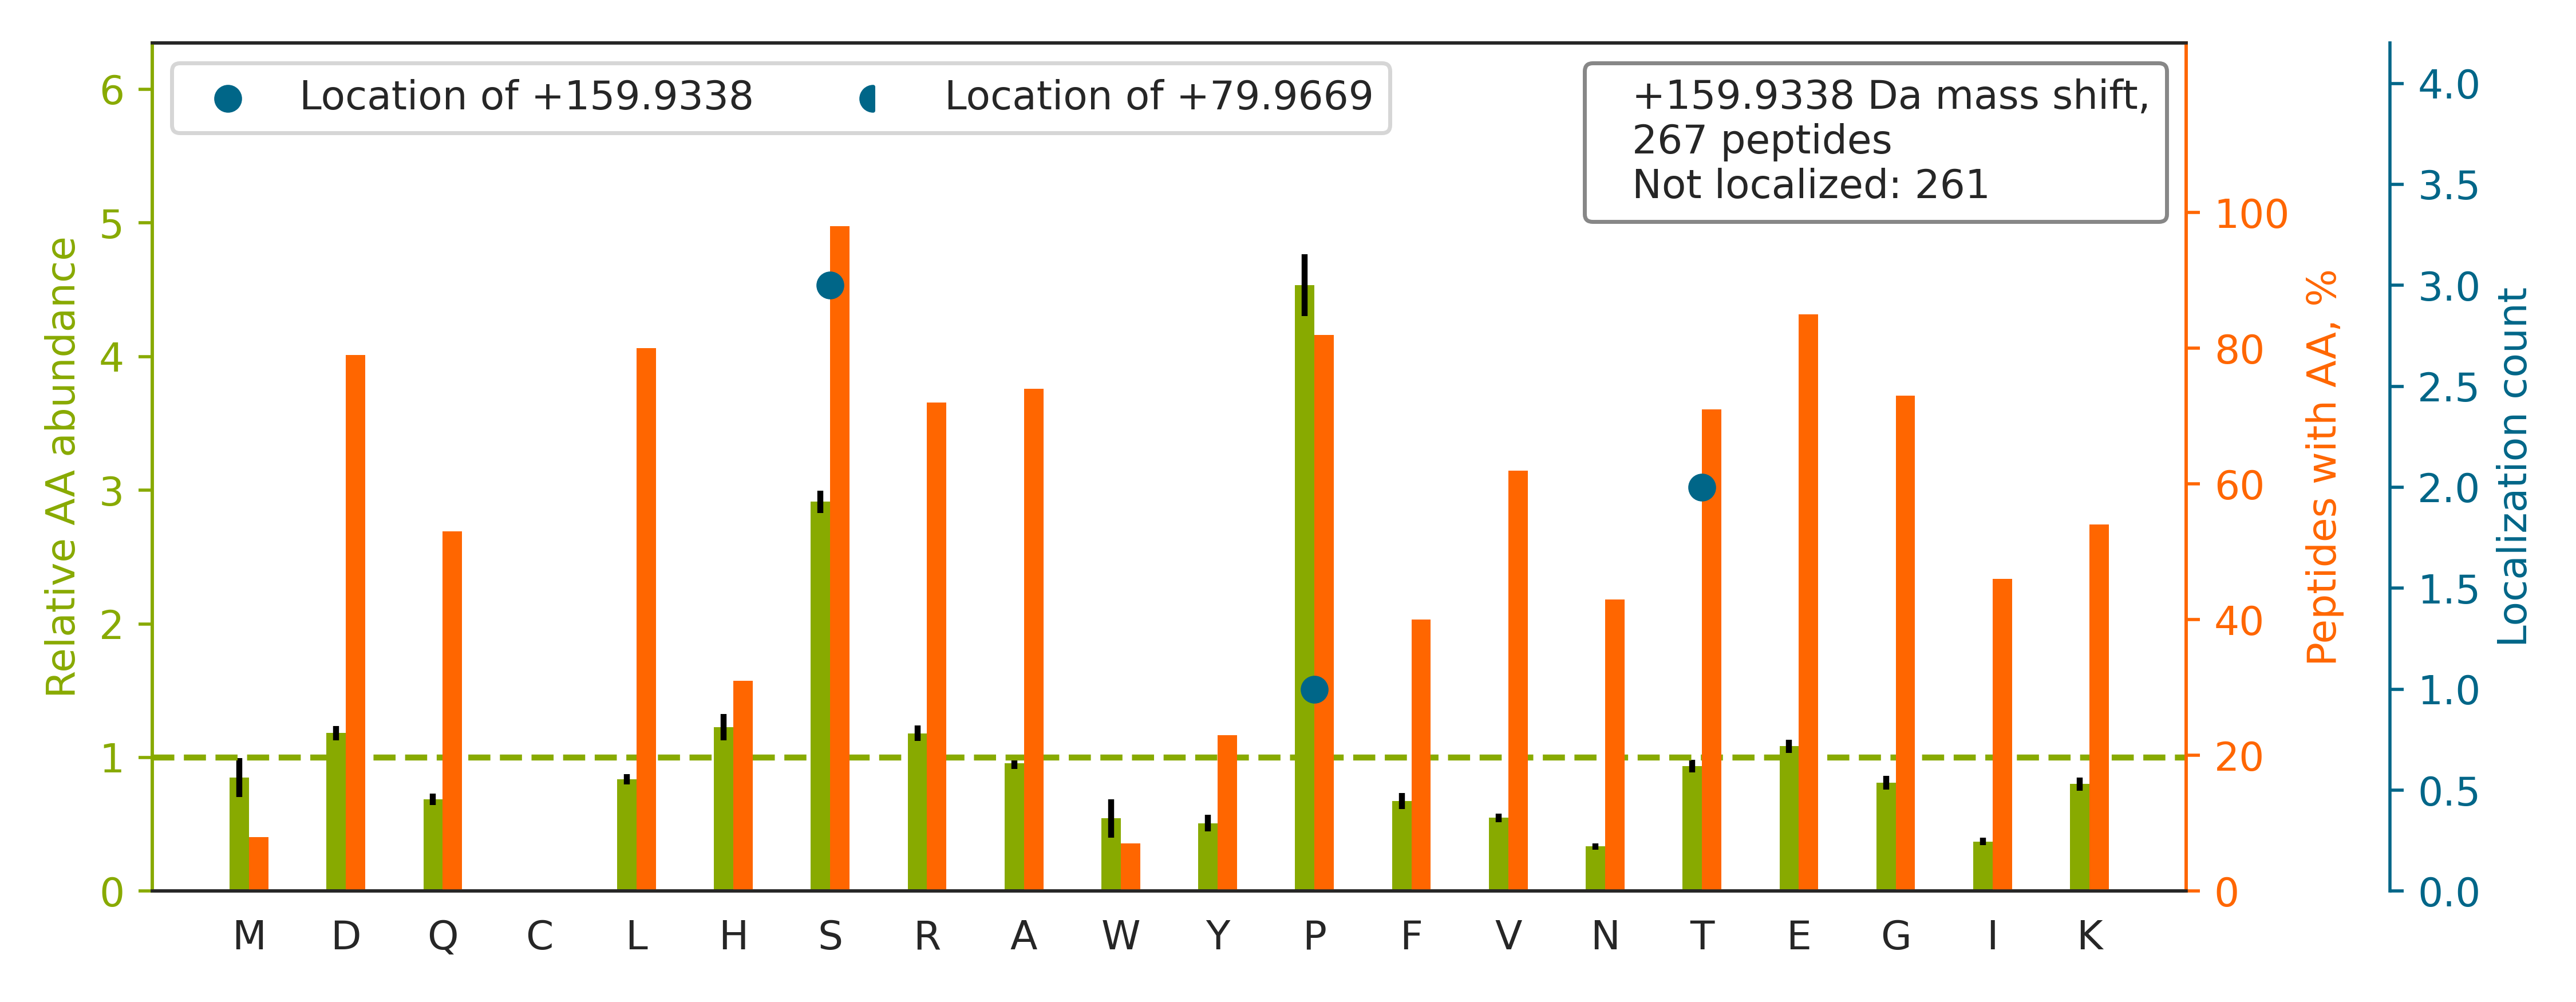 Location of +159.9338
Location of +79.9669
+159.9338 Da mass shift,
267 peptides
Not localized: 261
Relative AA abundance
6
5
4
3
2
1
0
100
80
60
40
20
0
Peptides with AA, %
4.0
3.5
3.0
2.5
2.0
1.5
1.0
0.5
0.0
Localization count
M D Q C L H S R A W Y P F V N T E G I K